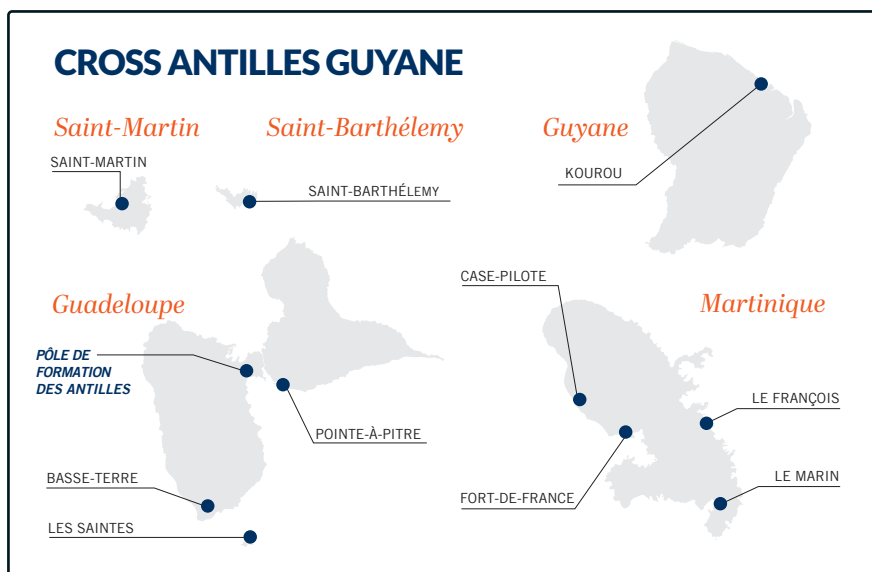 CROSS ANTILLES GUYANE
Saint-Martin
Saint-Barthélemy
Guyane
SAINT-MARTIN
SAINT-BARTHÉLEMY
KOUROU
Guadeloupe
CASE-PILOTE
Martinique
PÔLE DE
FORMATION
DES ANTILLES
POINTE-À-PITRE
LE FRANÇOIS
BASSE-TERRE
LE MARIN
FORT-DE-FRANCE
LES SAINTES